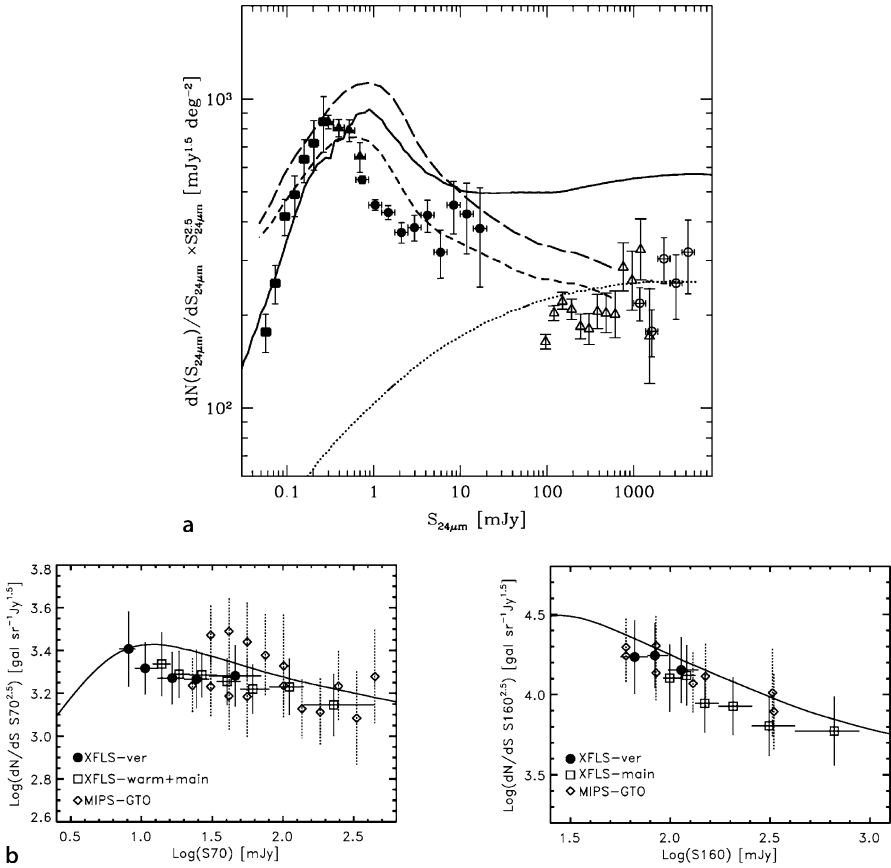 dN(S24μm)/dS24μm ×S^2.5 24μm [mJy^1.5 deg^-2]
10^3
10^2
0.1 1 10 100 1000
S24μm [mJy]
a
Log(dN/dS S70^2.5) [gal sr^-1 Jy^1.5]
3.8
3.6
3.4
3.2
3.0
2.8
2.6
XFLS-ver
XFLS-warm+main
MIPS-GTO
0.5 1.0 1.5 2.0 2.5
Log(S70) [mJy]
Log(dN/dS S160^2.5) [gal sr^-1 Jy^1.5]
4.5
4.0
3.5
XFLS-ver
XFLS-main
MIPS-GTO
1.5 2.0 2.5 3.0
Log(S160) [mJy]
b